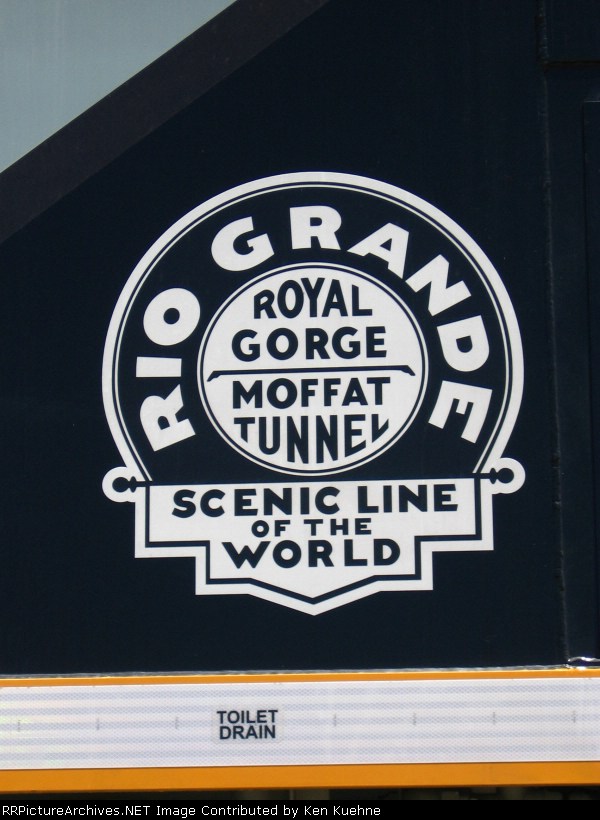 RIO GRANDE
ROYAL
GORGE
MOFFAT
TUNNEL
SCENIC LINE
OF THE
WORLD
TOILET
DRAIN
RRPictureArchives.NET Image Contributed by Ken Kuehne